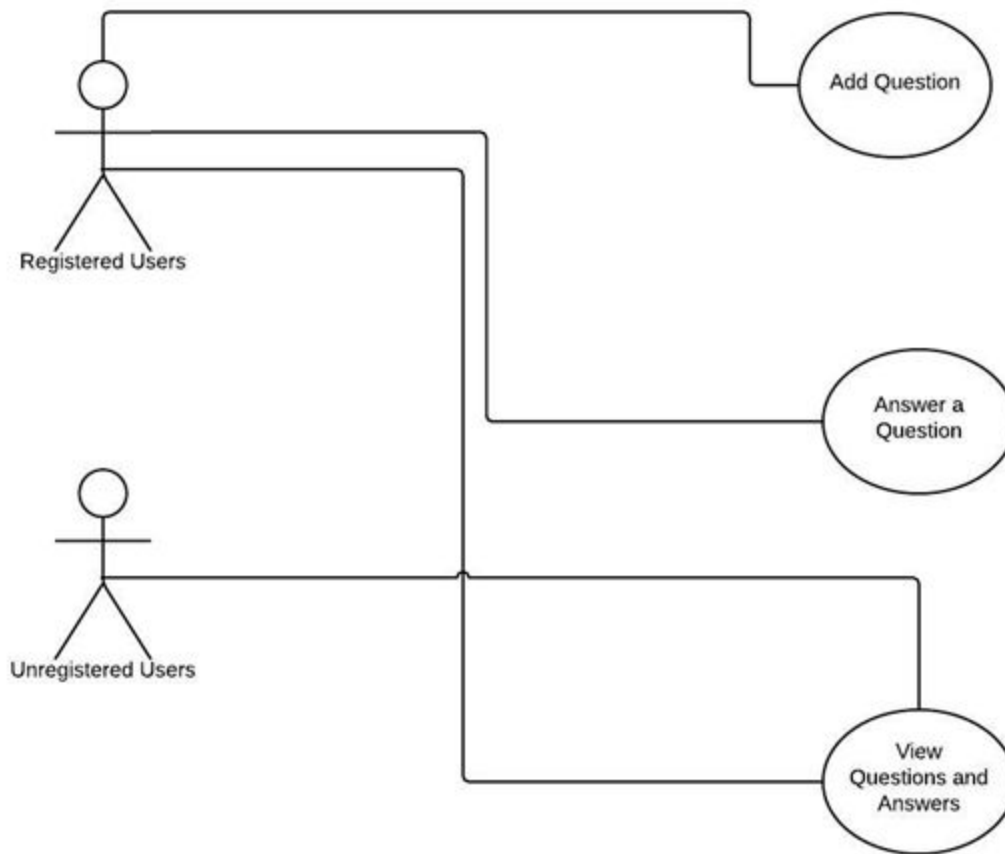 Add Question
Registered Users
Answer a
Question
Unregistered Users
View
Questions and
Answers